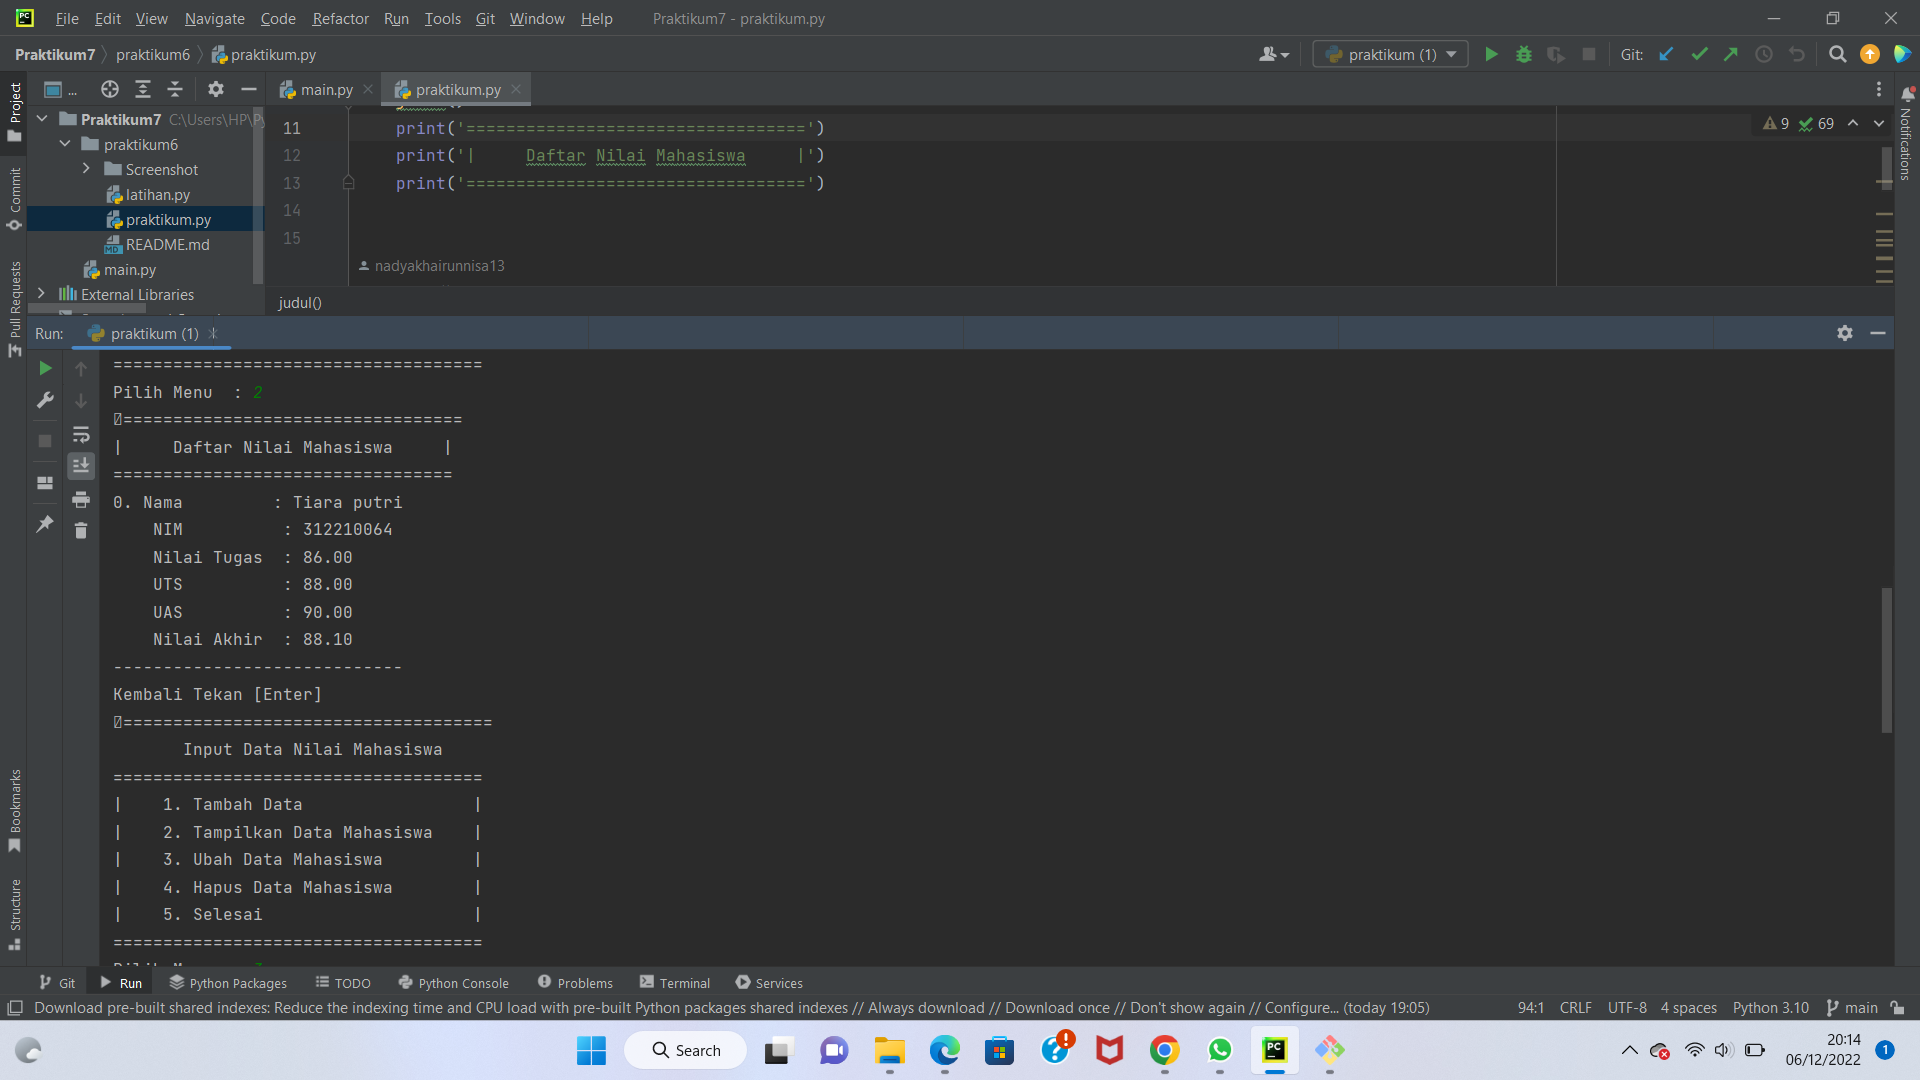 File Edit View Navigate Code Refactor Run Tools Git Window Help Praktikum7 - praktikum.py
Praktikum7 praktikum6 praktikum.py
praktikum (1) Git:
Project
... main.py praktikum.py
Praktikum7 C:\Users\HP\Py
praktikum6
Screenshot
latihan.py
praktikum.py
README.md
main.py
External Libraries
11 print('==================================')
12 print('|     Daftar Nilai Mahasiswa     |')
13 print('==================================')
14
15
9 69
nadyakhairunnisa13
judul()
Notifications
Commit
Pull Requests
Bookmarks
Structure
Run: praktikum (1)
=====================================
Pilih Menu  : 2
==================================
|     Daftar Nilai Mahasiswa     |
==================================
0. Nama         : Tiara putri
    NIM          : 312210064
    Nilai Tugas  : 86.00
    UTS          : 88.00
    UAS          : 90.00
    Nilai Akhir  : 88.10
-----------------------------
Kembali Tekan [Enter]
=====================================
       Input Data Nilai Mahasiswa
=====================================
|    1. Tambah Data                 |
|    2. Tampilkan Data Mahasiswa    |
|    3. Ubah Data Mahasiswa         |
|    4. Hapus Data Mahasiswa        |
|    5. Selesai                     |
=====================================
Git Run Python Packages TODO Python Console Problems Terminal Services
Download pre-built shared indexes: Reduce the indexing time and CPU load with pre-built Python packages shared indexes // Always download // Download once // Don't show again // Configure... (today 19:05) 94:1 CRLF UTF-8 4 spaces Python 3.10 main
Search
20:14
06/12/2022
1